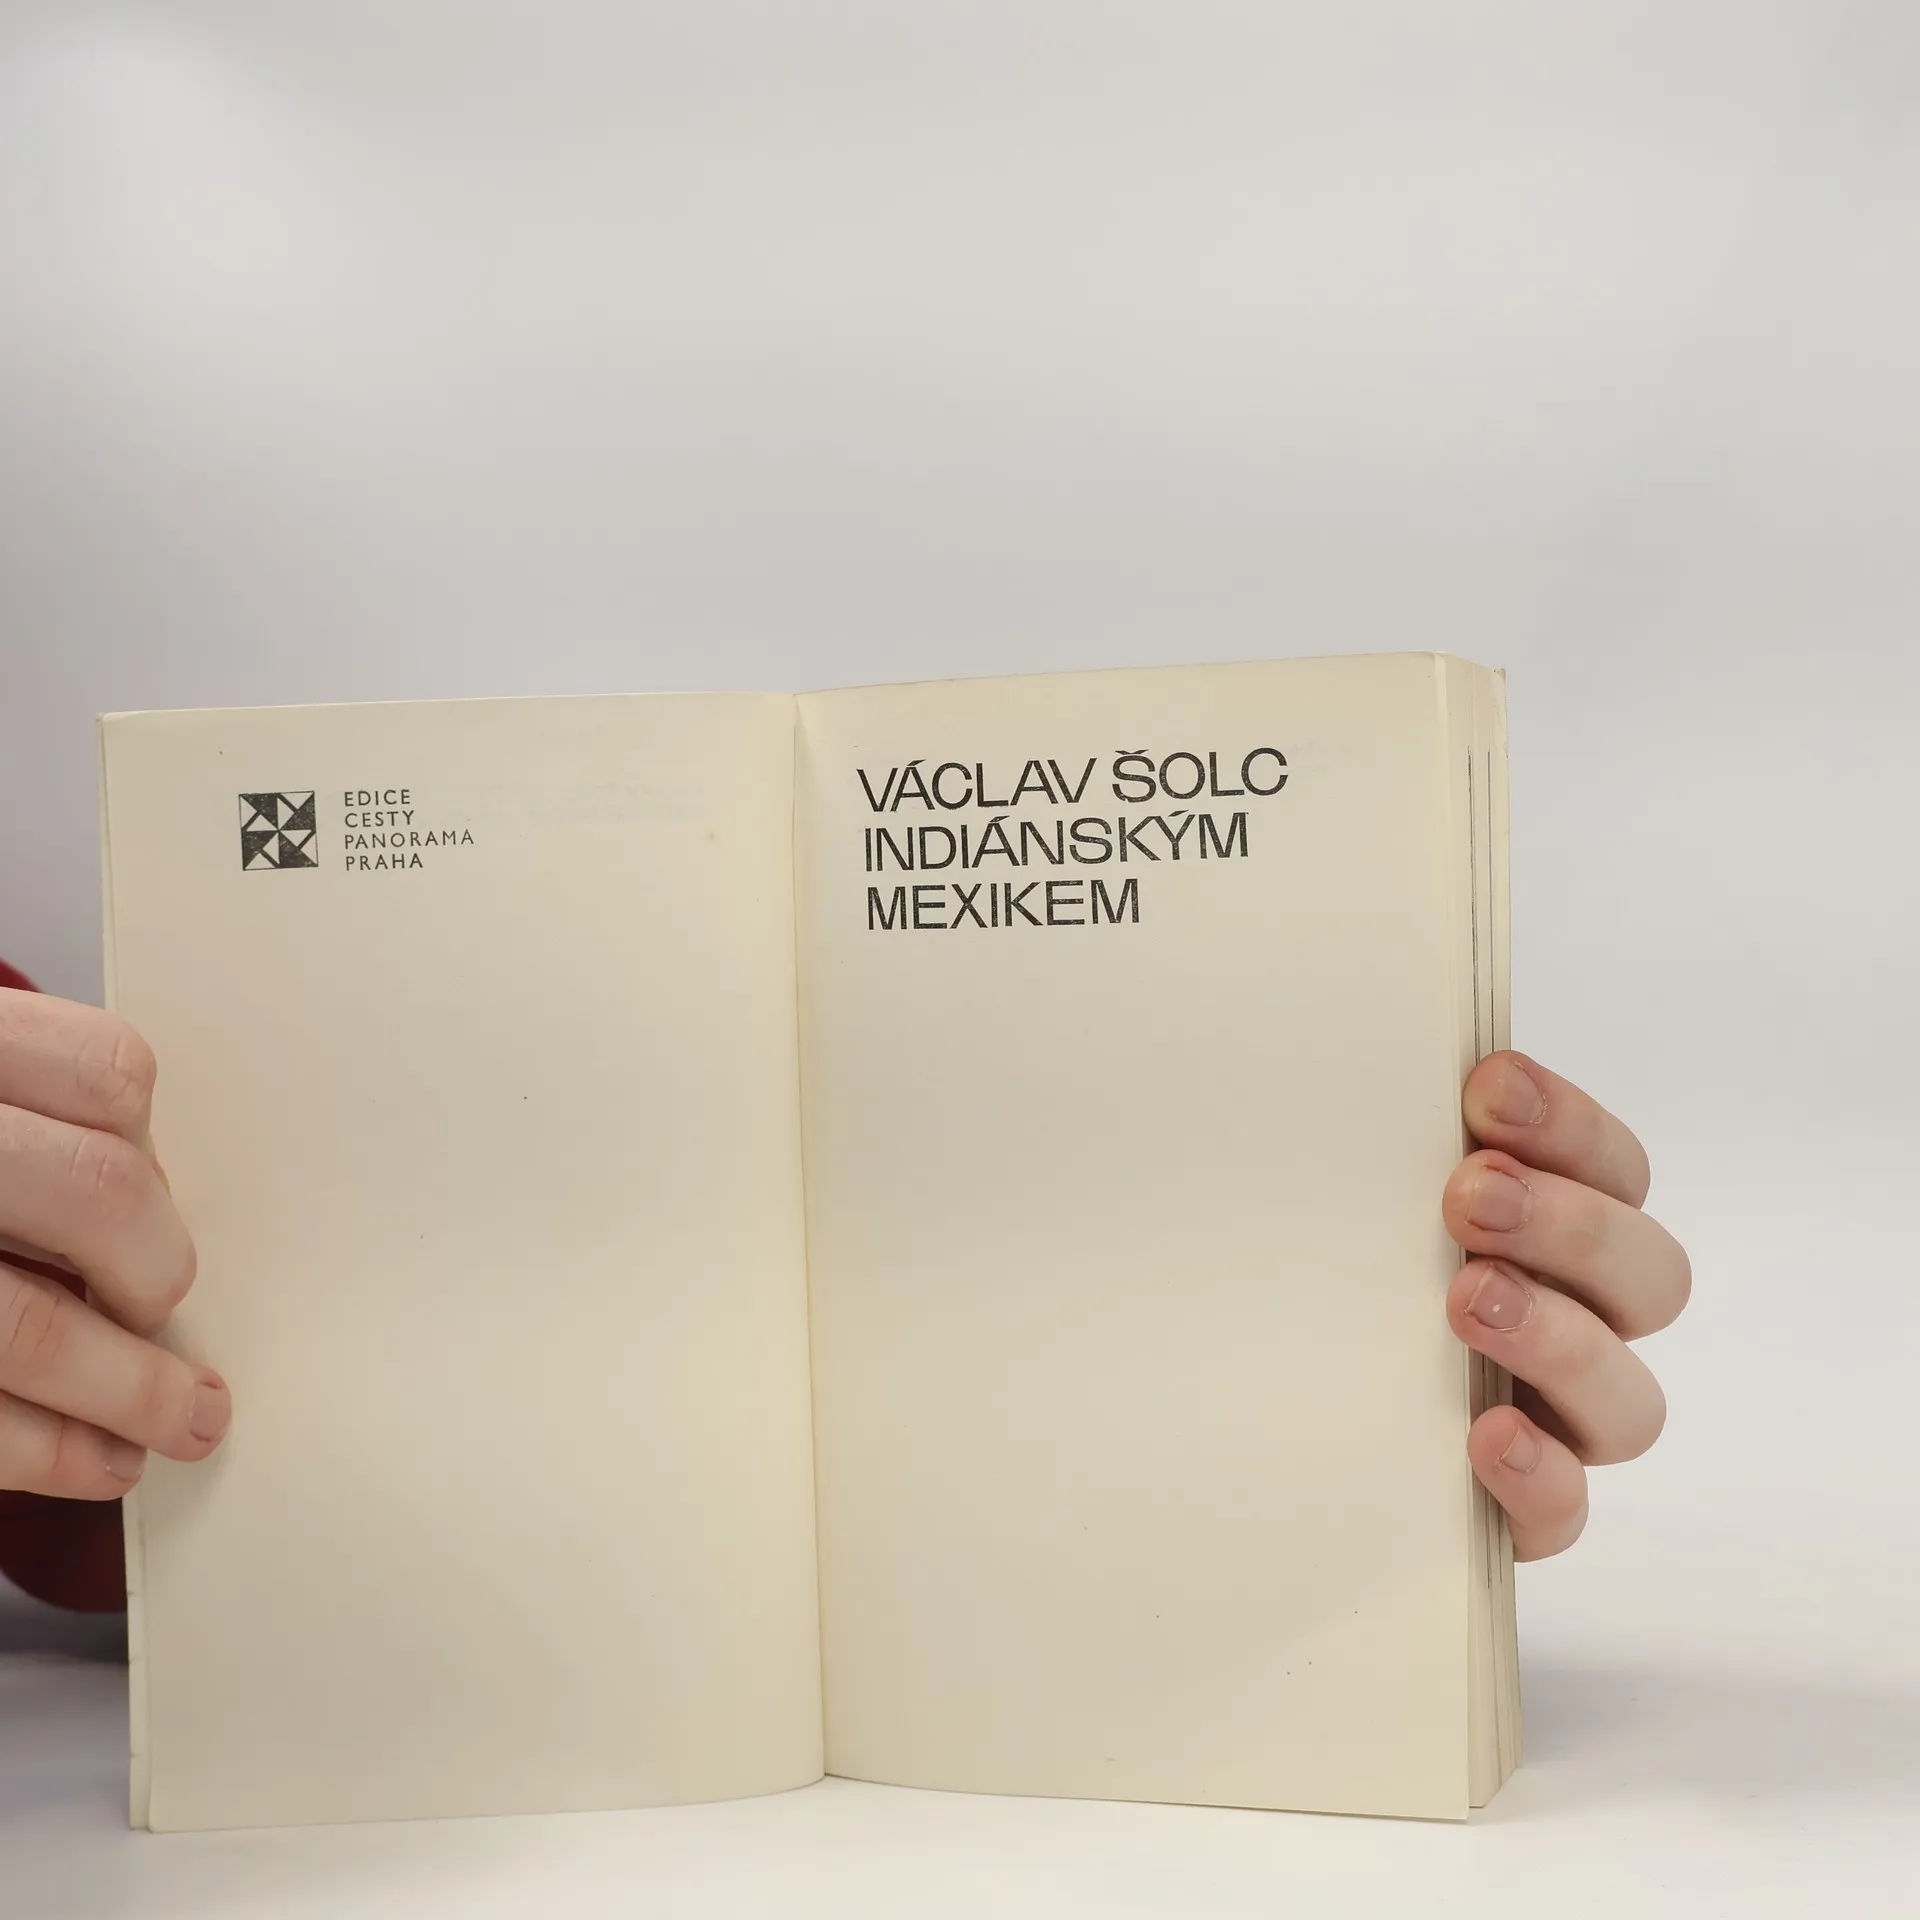 EDICE
CESTY
PANORAMA
PRAHA
VÁCLAV ŠOLC
INDIÁNSKÝM
MEXIKEM